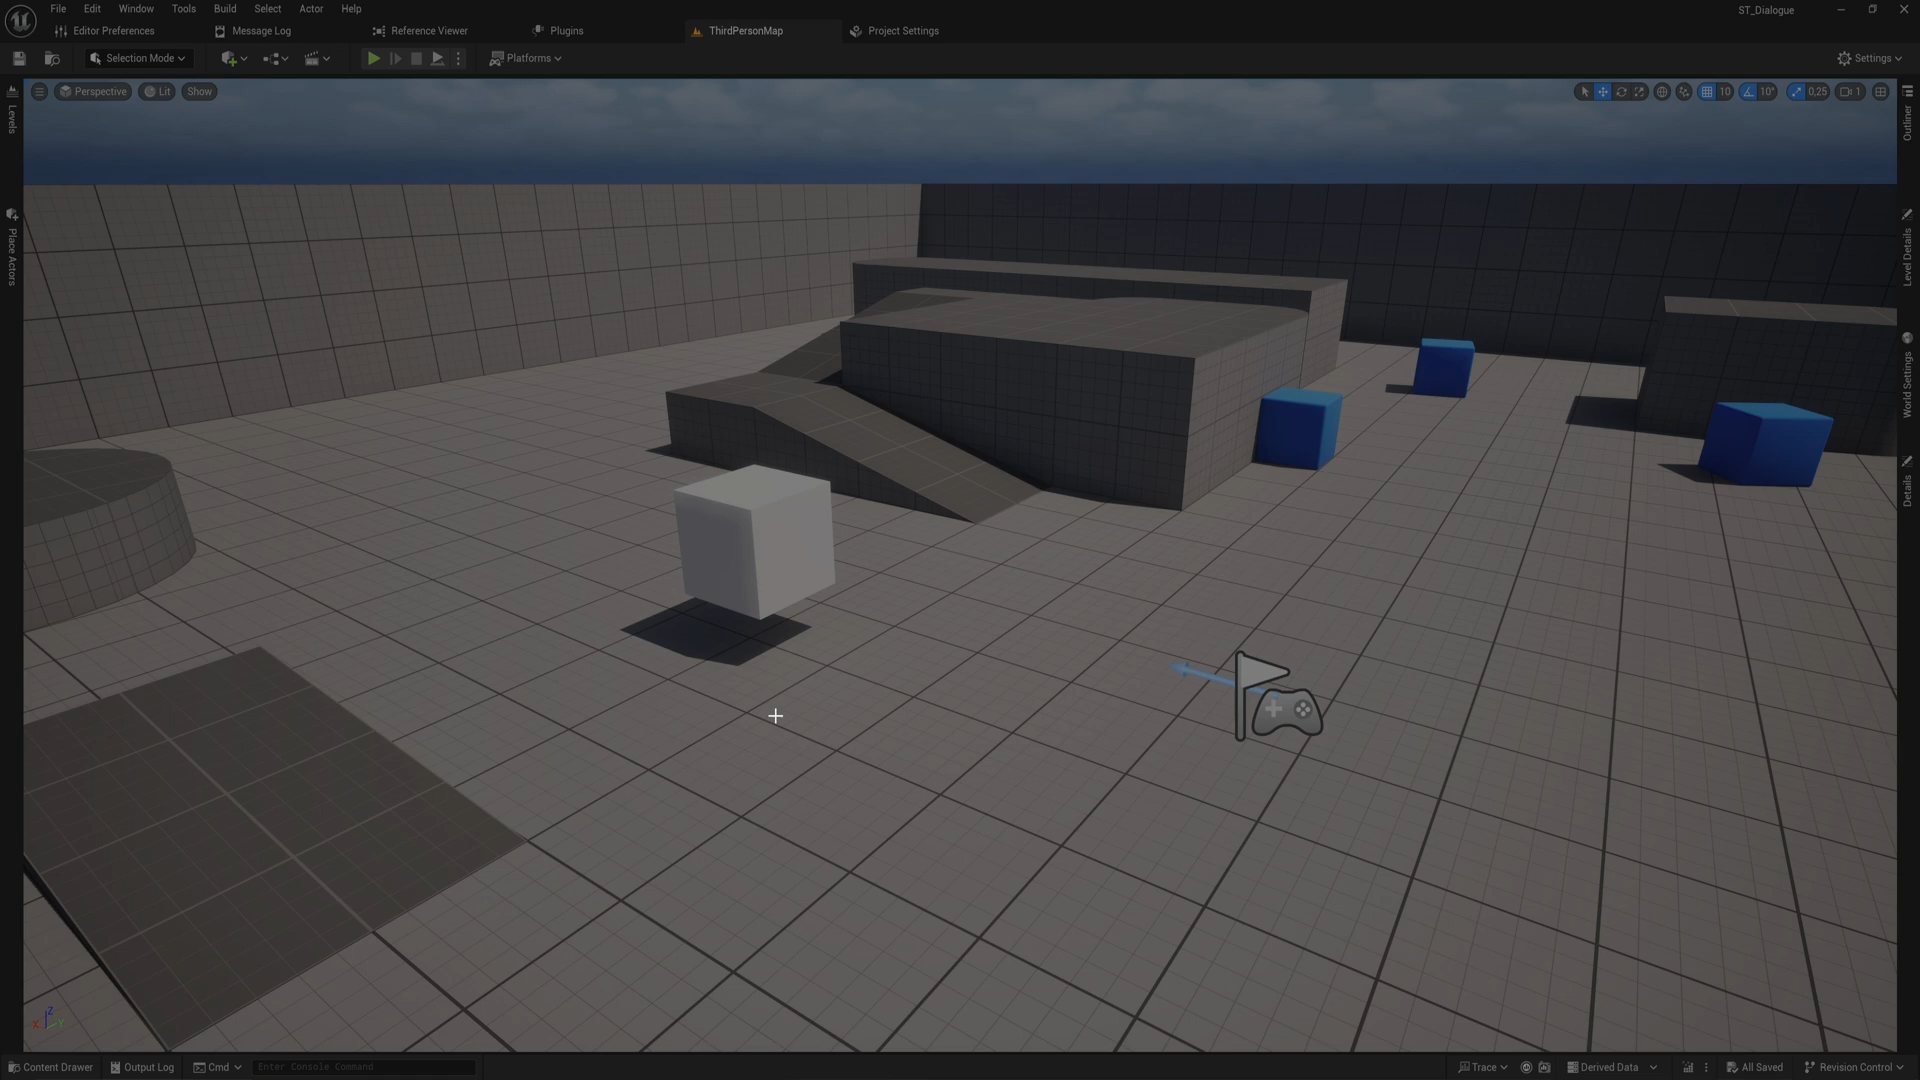 File Edit Window Tools Build Select Actor Help
ST_Dialogue
Editor Preferences Message Log Reference Viewer Plugins ThirdPersonMap Project Settings
Selection Mode Platforms Settings
Perspective Lit Show 10 10° 0,25 1
Levels
Place Actors
Outliner
Level Details
World Settings
Details
Z
X Y
Content Drawer Output Log Cmd Enter Console Command Trace Derived Data All Saved Revision Control